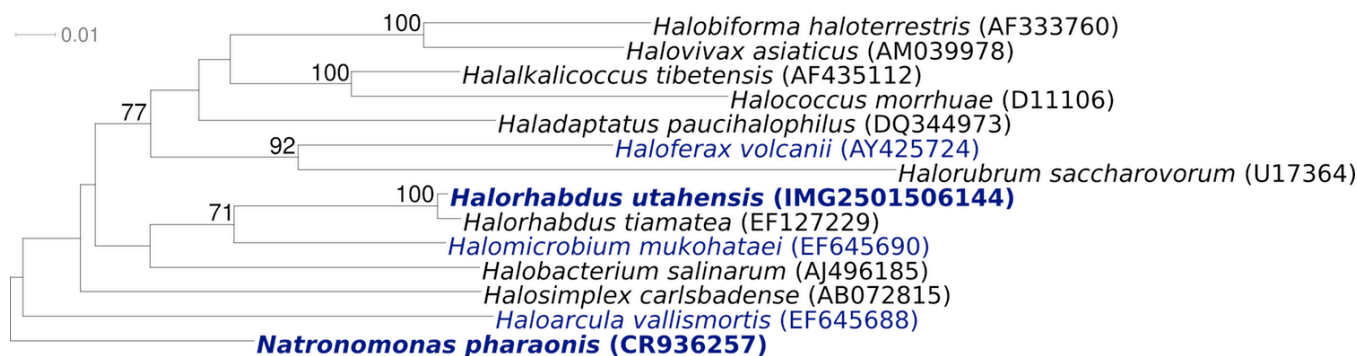 0.01
100
Halobiforma haloterrestris (AF333760)
Halovivax asiaticus (AM039978)
100
Halalkalicoccus tibetensis (AF435112)
Halococcus morrhuae (D11106)
77
Haladaptatus paucihalophilus (DQ344973)
92
Haloferax volcanii (AY425724)
Halorubrum saccharovorum (U17364)
100
Halorhabdus utahensis (IMG2501506144)
71
Halorhabdus tiamatea (EF127229)
Halomicrobium mukohataei (EF645690)
Halobacterium salinarum (AJ496185)
Halosimplex carlsbadense (AB072815)
Haloarcula vallismortis (EF645688)
Natronomonas pharaonis (CR936257)